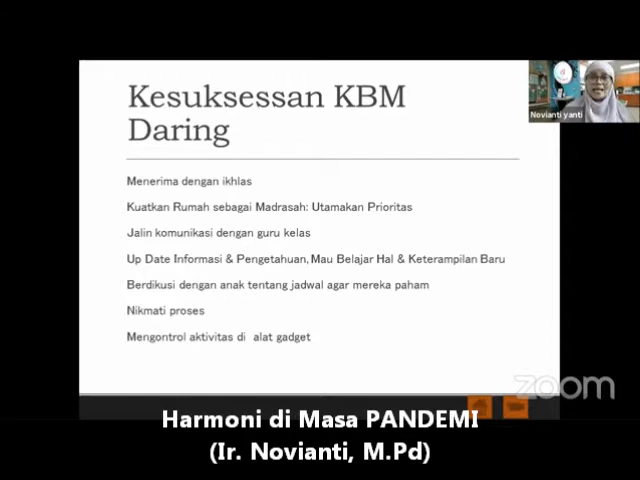 Kesuksessan KBM
Daring
Menerima dengan ikhlas
Kuatkan Rumah sebagai Madrasah: Utamakan Prioritas
Jalin komunikasi dengan guru kelas
Up Date Informasi & Pengetahuan, Mau Belajar Hal & Keterampilan Baru
Berdikusi dengan anak tentang jadwal agar mereka paham
Nikmati proses
Mengontrol aktivitas di alat gadget
Novianti yanti
zoom
Harmoni di Masa PANDEMI
(Ir. Novianti, M.Pd)